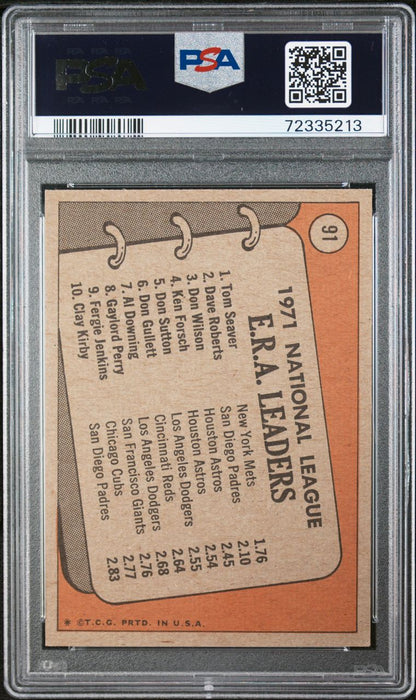 PSA
PSA
72335213
91
1971 NATIONAL LEAGUE
E.R.A. LEADERS
1. Tom Seaver New York Mets 1.76
2. Dave Roberts San Diego Padres 2.10
3. Don Wilson Houston Astros 2.45
4. Ken Forsch Houston Astros 2.54
5. Don Sutton Los Angeles Dodgers 2.55
6. Don Gullett Cincinnati Reds 2.64
7. Al Downing Los Angeles Dodgers 2.68
8. Gaylord Perry San Francisco Giants 2.76
9. Fergie Jenkins Chicago Cubs 2.77
10. Clay Kirby San Diego Padres 2.83
* ©T.C.G. PRTD. IN U.S.A.